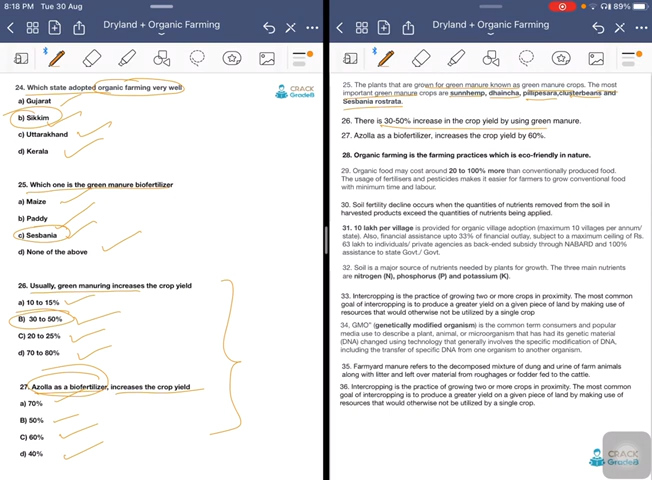 8:18 PM Tue 30 Aug
89%
Dryland + Organic Farming
Dryland + Organic Farming
24. Which state adopted organic farming very well
a) Gujarat
b) Sikkim
c) Uttarakhand
d) Kerala
CRACK
GradeB
25. Which one is the green manure biofertilizer
a) Maize
b) Paddy
c) Sesbania
d) None of the above
26. Usually, green manuring increases the crop yield
a) 10 to 15%
B) 30 to 50%
C) 20 to 25%
d) 70 to 80%
27. Azolla as a biofertilizer, increases the crop yield
a) 70%
B) 50%
C) 60%
d) 40%
25. The plants that are grown for green manure known as green manure crops. The most
important green manure crops are sunnhemp, dhaincha, pillipesara,clusterbeans and
Sesbania rostrata.
26. There is 30-50% increase in the crop yield by using green manure.
27. Azolla as a biofertilizer, increases the crop yield by 60%.
28. Organic farming is the farming practices which is eco-friendly in nature.
29. Organic food may cost around 20 to 100% more than conventionally produced food.
The usage of fertilisers and pesticides makes it easier for farmers to grow conventional food
with minimum time and labour.
30. Soil fertility decline occurs when the quantities of nutrients removed from the soil in
harvested products exceed the quantities of nutrients being applied.
31. 10 lakh per village is provided for organic village adoption (maximum 10 villages per annum/
state). Also, financial assistance upto 33% of financial outlay, subject to a maximum ceiling of Rs.
63 lakh to individuals/ private agencies as back-ended subsidy through NABARD and 100%
assistance to state Govt./ Govt.
32. Soil is a major source of nutrients needed by plants for growth. The three main nutrients
are nitrogen (N), phosphorus (P) and potassium (K).
33. Intercropping is the practice of growing two or more crops in proximity. The most common
goal of intercropping is to produce a greater yield on a given piece of land by making use of
resources that would otherwise not be utilized by a single crop
34, GMO" (genetically modified organism) is the common term consumers and popular
media use to describe a plant, animal, or microorganism that has had its genetic material
(DNA) changed using technology that generally involves the specific modification of DNA,
including the transfer of specific DNA from one organism to another organism.
35. Farmyard manure refers to the decomposed mixture of dung and urine of farm animals
along with litter and left over material from roughages or fodder fed to the cattle.
36. Intercropping is the practice of growing two or more crops in proximity. The most common
goal of intercropping is to produce a greater yield on a given piece of land by making use of
resources that would otherwise not be utilized by a single crop.
CRACK
GradeB